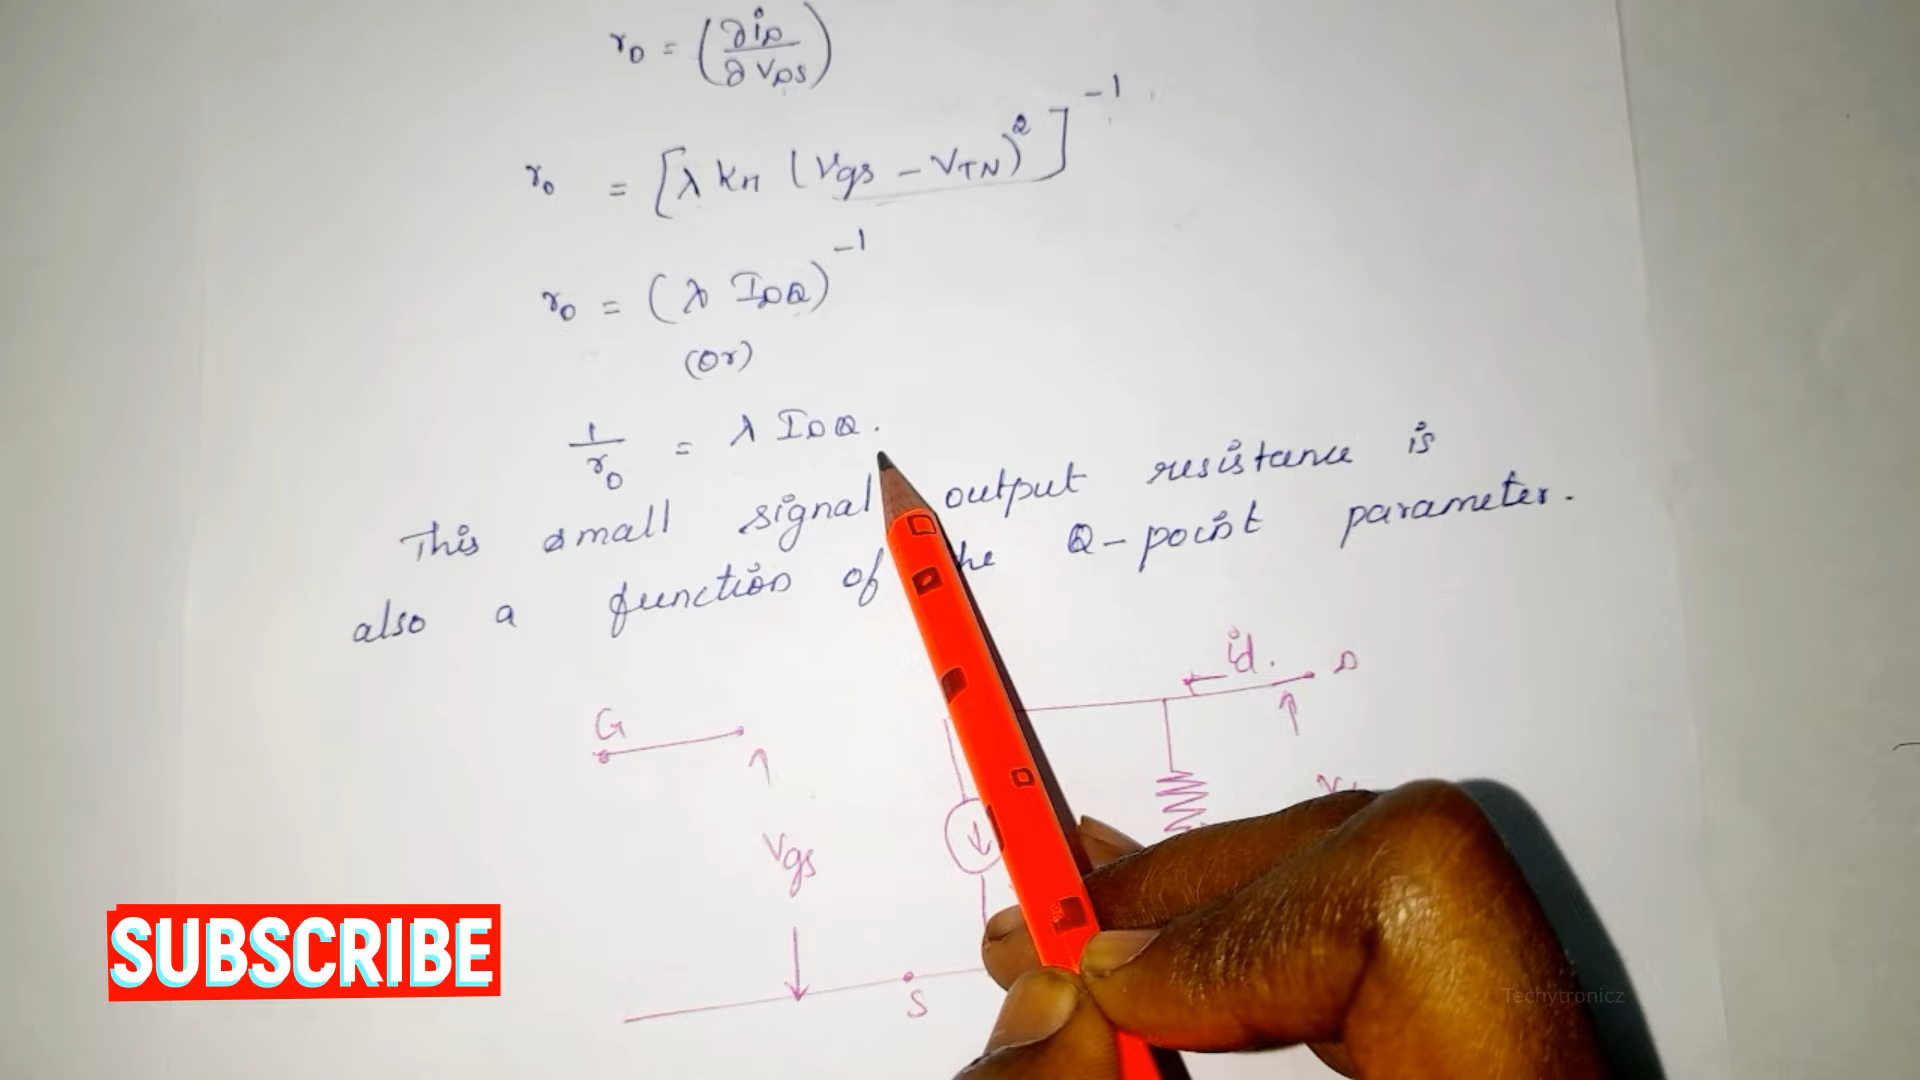 r₀ = (∂iD / ∂VDS)
r₀ = [λ Kn (Vgs - VTN)²]⁻¹
r₀ = (λ IDQ)⁻¹
(Or)
1/r₀ = λ IDQ.
This small signal output resistance is
also a function of the Q-point parameter.
id. D
G
Vgs
S
SUBSCRIBE
Techytronicz